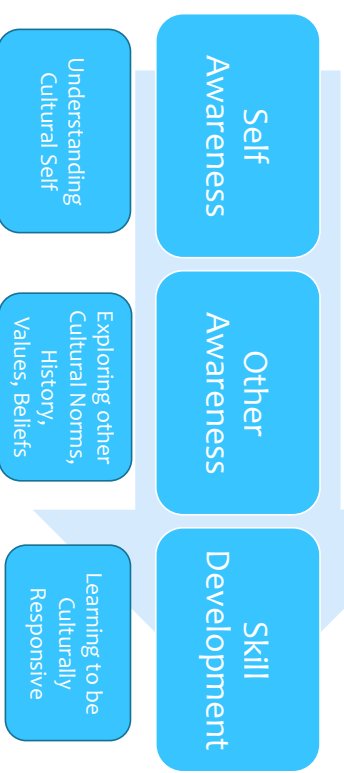 Self
Awareness
Other
Awareness
Skill
Development
Understanding
Cultural Self
Exploring other
Cultural Norms,
History,
Values, Beliefs
Learning to be
Culturally
Responsive